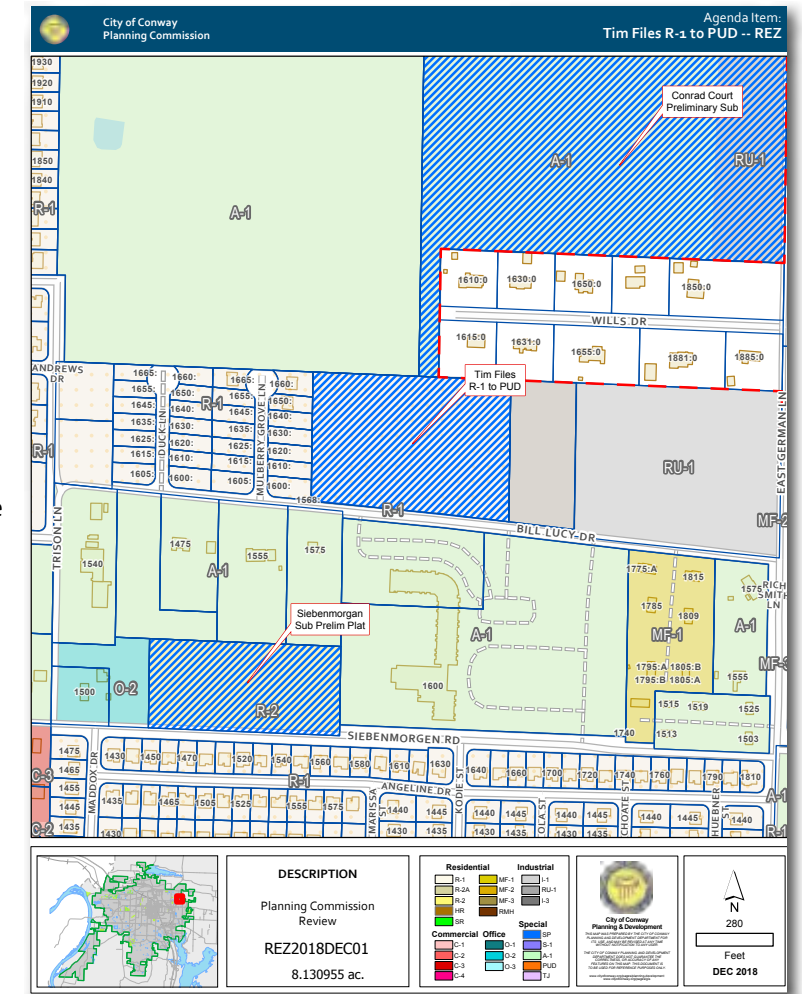 City of Conway
Planning Commission
Agenda Item:
Tim Files R-1 to PUD -- REZ
1930
1920
1910
1850
1840
R-1
A-1
A-1
RU-1
Conrad Court
Preliminary Sub
1610:0
1630:0
1650:0
1850:0
WILLS DR
1615:0
1631:0
1655:0
1881:0
1885:0
Tim Files
R-1 to PUD
ANDREWS
DR
1665:
1660:
1665:
1660:
1655:
1650:
1655:
1650:
1645:
1640:
1645:
1640:
1635:
1630:
1635:
1630:
1625:
1620:
1625:
1620:
1615:
1610:
1615:
1610:
1605:
1600:
1605:
1600:
DUCK LN
MULBERRY GROVE LN
R-1
R-1
1568:
R-1
RU-1
EAST GERMAN LN
MF-2
BILL LUCY DR
TRISON LN
1540
1475
1555
1575
A-1
A-1
1600
1775:A
1815
1785
1809
MF-1
1795:A
1805:B
1795:B
1805:A
1575
RICH
SMITH
LN
A-1
MF-3
1555
1515
1519
1525
1740
1513
1503
Siebenmorgan
Sub Prelim Plat
1500
O-2
R-2
SIEBENMORGEN RD
C-3
1475
1465
1455
1445
1435
C-2
MADDOX DR
1430
1450
1470
1520
1540
1560
1580
1610
1630
1640
1660
1700
1720
1740
1760
1790
1810
R-1
ANGELINE DR
1435
1465
1505
1525
1555
1575
MARISSA
ST
1440
1445
KODIE ST
1440
1445
OLA ST
1440
1445
CHOATE ST
1440
1445
HUEBNER
ST
1440
A-1
R-1
1430
1430
1435
1430
1435
1430
1435
1430
1435
1430
DESCRIPTION
Planning Commission
Review
REZ2018DEC01
8.130955 ac.
Residential
R-1
R-2A
R-2
HR
SR
MF-1
MF-2
MF-3
RMH
Industrial
I-1
RU-1
I-3
Commercial
C-1
C-2
C-3
C-4
Office
O-1
O-2
O-3
Special
SP
S-1
A-1
PUD
TJ
City of Conway
Planning & Development
N
280
Feet
DEC 2018